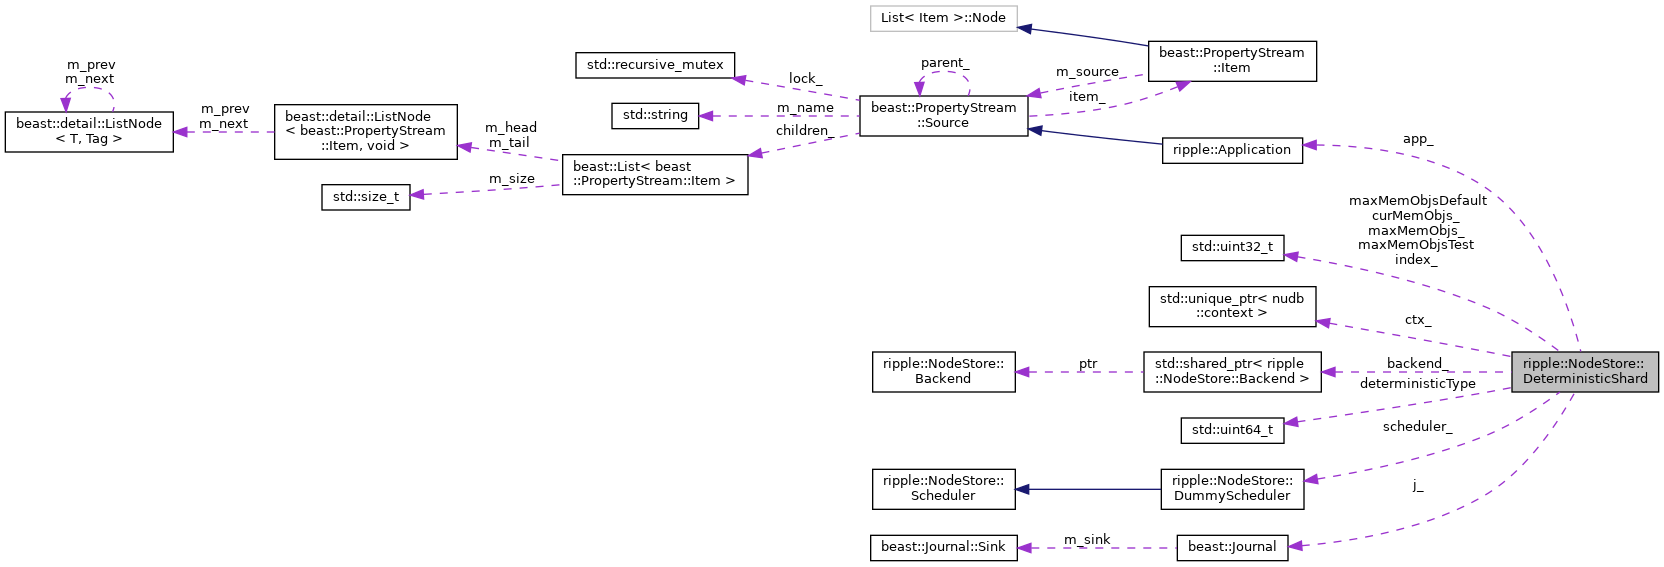 List< Item >::Node
beast::PropertyStream
::Item
m_source
item_
parent_
beast::PropertyStream
::Source
std::recursive_mutex
lock_
std::string
m_name
children_
m_prev
m_next
beast::detail::ListNode
< T, Tag >
m_prev
m_next
beast::detail::ListNode
< beast::PropertyStream
::Item, void >
m_head
m_tail
beast::List< beast
::PropertyStream::Item >
std::size_t
m_size
ripple::Application
app_
maxMemObjsDefault
curMemObjs_
maxMemObjs_
maxMemObjsTest
index_
std::uint32_t
std::unique_ptr< nudb
::context >
ctx_
ripple::NodeStore::
Backend
ptr
std::shared_ptr< ripple
::NodeStore::Backend >
backend_
ripple::NodeStore::
DeterministicShard
deterministicType
std::uint64_t
scheduler_
ripple::NodeStore::
Scheduler
ripple::NodeStore::
DummyScheduler
j_
beast::Journal::Sink
m_sink
beast::Journal